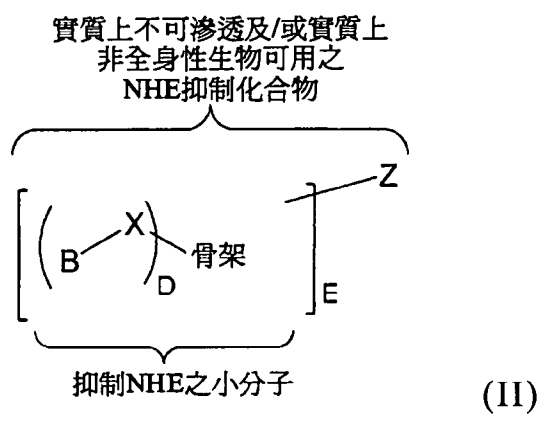 實質上不可滲透及/或實質上
非全身性生物可用之
NHE抑制化合物
Z
X
B
骨架
D
E
抑制NHE之小分子
(II)